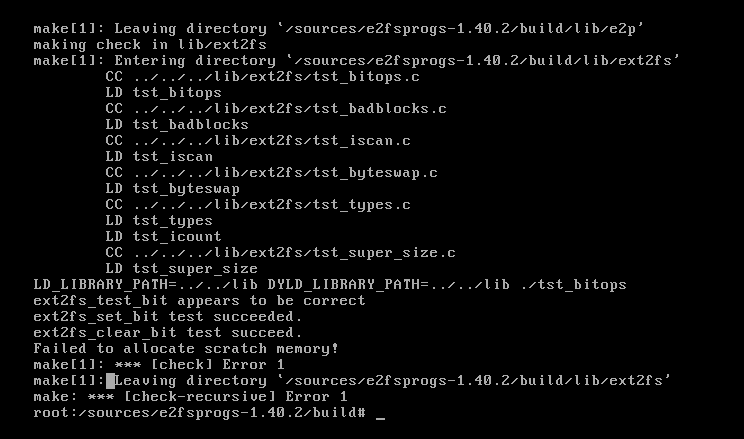 make[1]: Leaving directory `/sources/e2fsprogs-1.40.2/build/lib/e2p'
making check in lib/ext2fs
make[1]: Entering directory `/sources/e2fsprogs-1.40.2/build/lib/ext2fs'
CC ../../../lib/ext2fs/tst_bitops.c
LD tst_bitops
CC ../../../lib/ext2fs/tst_badblocks.c
LD tst_badblocks
CC ../../../lib/ext2fs/tst_iscan.c
LD tst_iscan
CC ../../../lib/ext2fs/tst_byteswap.c
LD tst_byteswap
CC ../../../lib/ext2fs/tst_types.c
LD tst_types
LD tst_icount
CC ../../../lib/ext2fs/tst_super_size.c
LD tst_super_size
LD_LIBRARY_PATH=../../lib DYLD_LIBRARY_PATH=../../lib ./tst_bitops
ext2fs_test_bit appears to be correct
ext2fs_set_bit test succeeded.
ext2fs_clear_bit test succeed.
Failed to allocate scratch memory!
make[1]: *** [check] Error 1
make[1]: Leaving directory `/sources/e2fsprogs-1.40.2/build/lib/ext2fs'
make: *** [check-recursive] Error 1
root:/sources/e2fsprogs-1.40.2/build# _